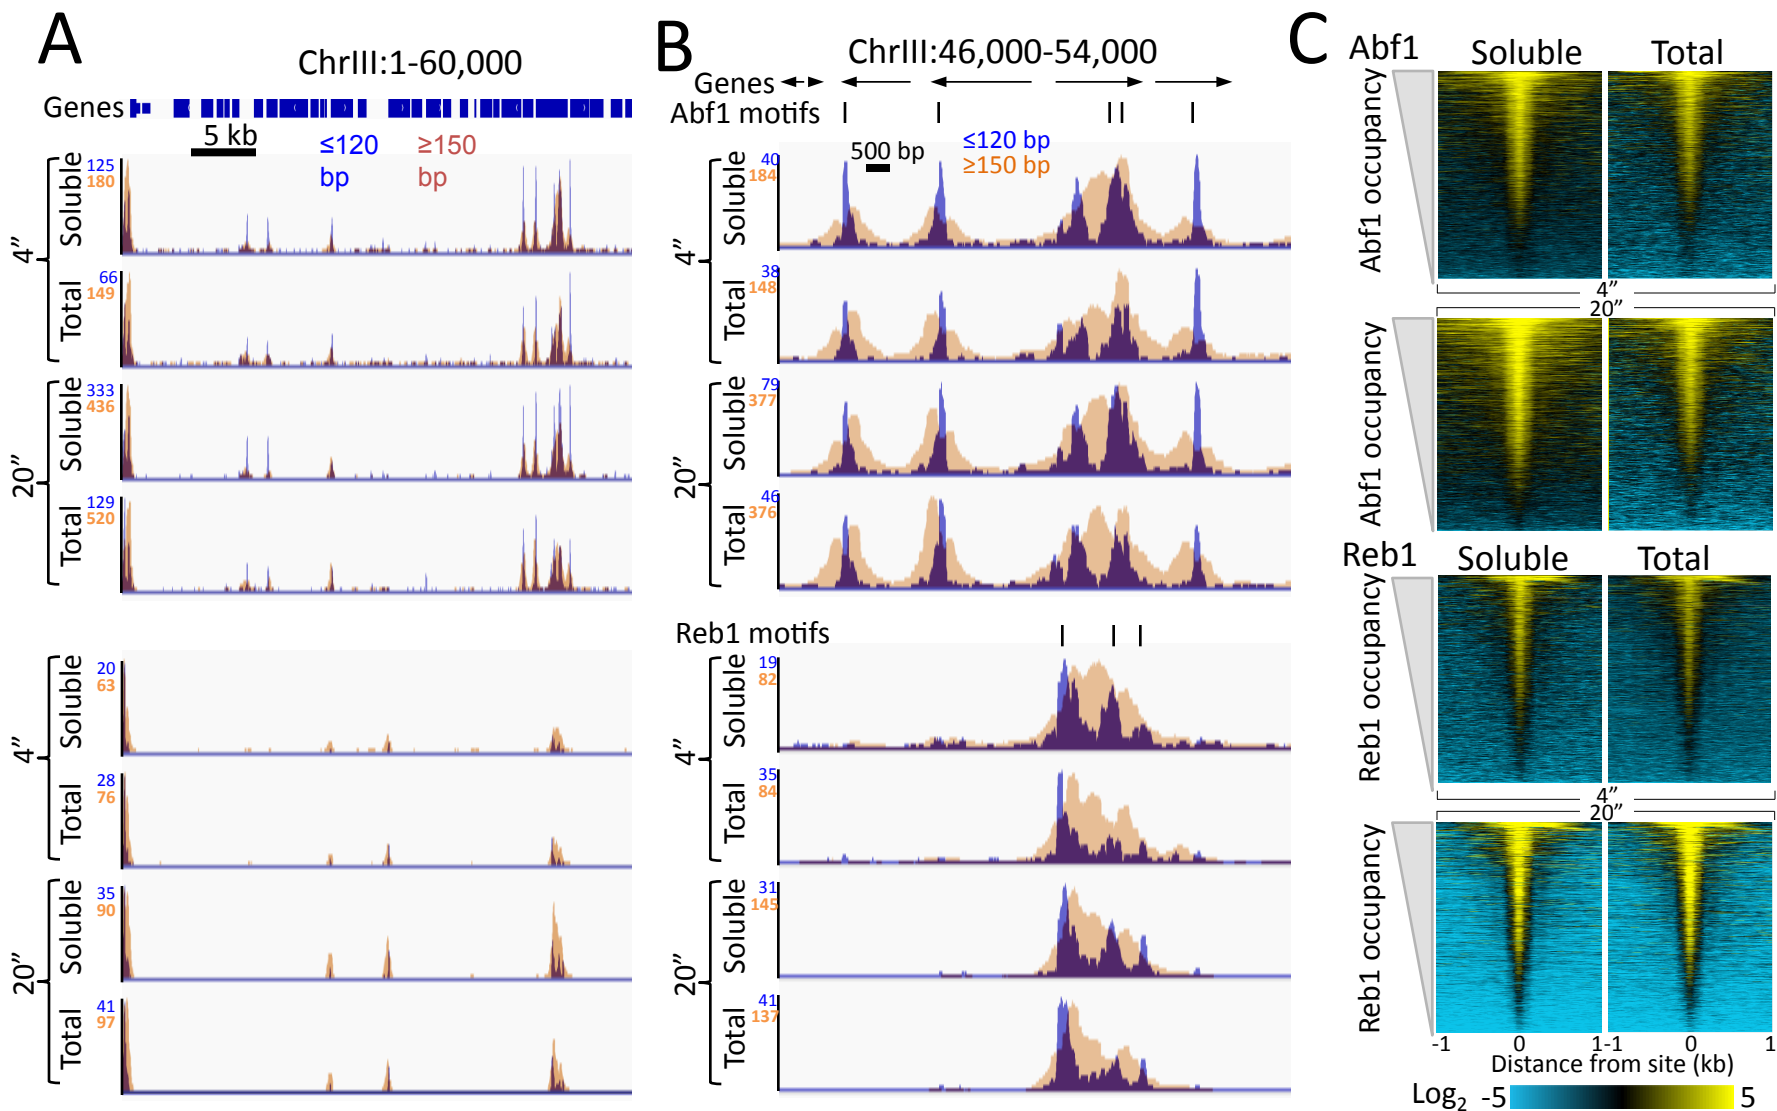 A
ChrIII:1-60,000
Genes
5 kb
≤120
bp
≥150
bp
4”
Soluble
125
180
Total
66
149
20”
Soluble
333
436
Total
129
520
4”
Soluble
20
63
Total
28
76
20”
Soluble
35
90
Total
41
97
B
ChrIII:46,000-54,000
Genes
Abf1 motifs
500 bp
≤120 bp
≥150 bp
4”
Soluble
40
184
Total
38
148
20”
Soluble
79
377
Total
46
376
Reb1 motifs
4”
Soluble
19
82
Total
35
84
20”
Soluble
31
145
Total
41
137
C
Abf1
Soluble
Total
Abf1 occupancy
4”
20”
Abf1 occupancy
Reb1
Soluble
Total
Reb1 occupancy
4”
20”
Reb1 occupancy
-1 0 1 -1 0 1
Distance from site (kb)
Log2 -5 5